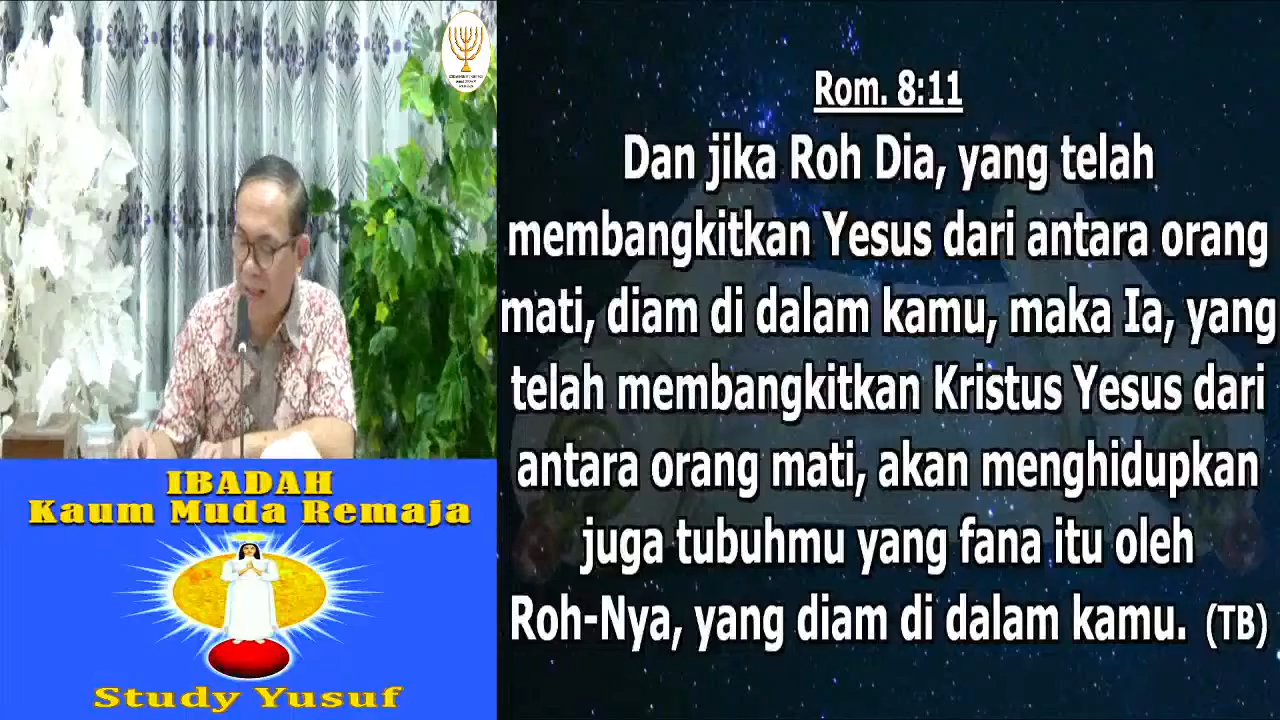 Rom. 8:11
Dan jika Roh Dia, yang telah
membangkitkan Yesus dari antara orang
mati, diam di dalam kamu, maka Ia, yang
telah membangkitkan Kristus Yesus dari
antara orang mati, akan menghidupkan
juga tubuhmu yang fana itu oleh
Roh-Nya, yang diam di dalam kamu. (TB)
IBADAH
Kaum Muda Remaja
Study Yusuf